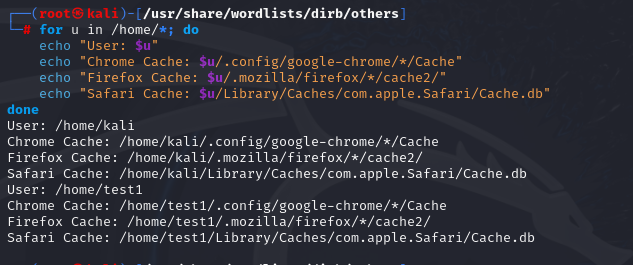 ┌──(root㉿kali)-[/usr/share/wordlists/dirb/others]
└─# for u in /home/*; do
echo "User: $u"
echo "Chrome Cache: $u/.config/google-chrome/*/Cache"
echo "Firefox Cache: $u/.mozilla/firefox/*/cache2/"
echo "Safari Cache: $u/Library/Caches/com.apple.Safari/Cache.db"
done
User: /home/kali
Chrome Cache: /home/kali/.config/google-chrome/*/Cache
Firefox Cache: /home/kali/.mozilla/firefox/*/cache2/
Safari Cache: /home/kali/Library/Caches/com.apple.Safari/Cache.db
User: /home/test1
Chrome Cache: /home/test1/.config/google-chrome/*/Cache
Firefox Cache: /home/test1/.mozilla/firefox/*/cache2/
Safari Cache: /home/test1/Library/Caches/com.apple.Safari/Cache.db